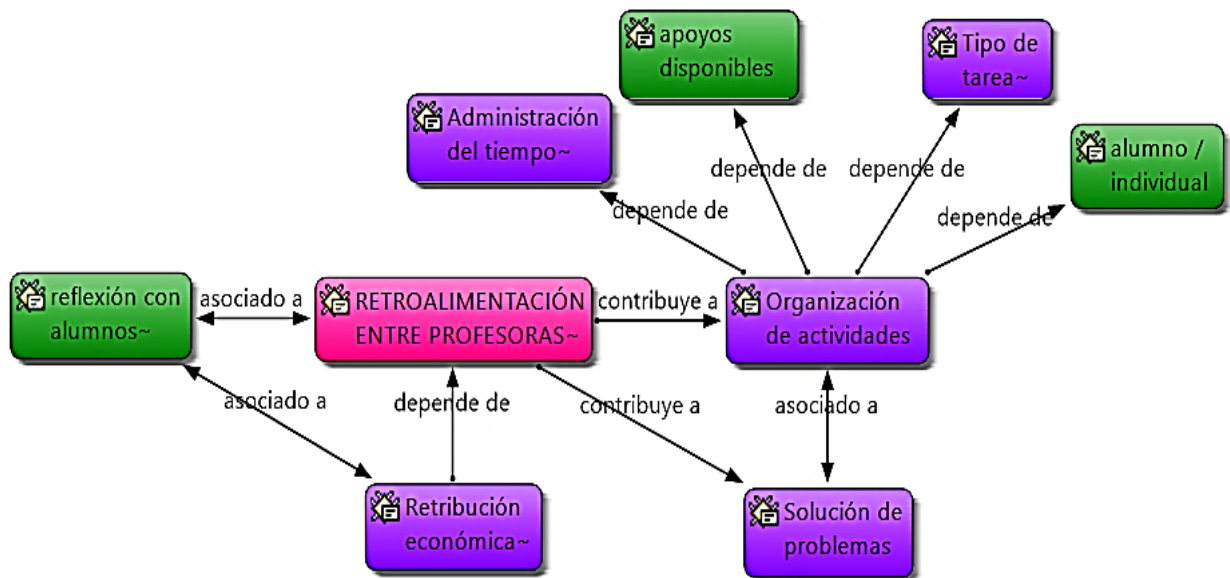 apoyos
disponibles
Tipo de
tarea~
Administración
del tiempo~
alumno /
individual
depende de
depende de
depende de
depende de
reflexión con
alumnos~
asociado a
RETROALIMENTACIÓN
ENTRE PROFESORAS~
contribuye a
Organización
de actividades
asociado a
depende de
contribuye a
asociado a
Retribución
económica~
Solución de
problemas